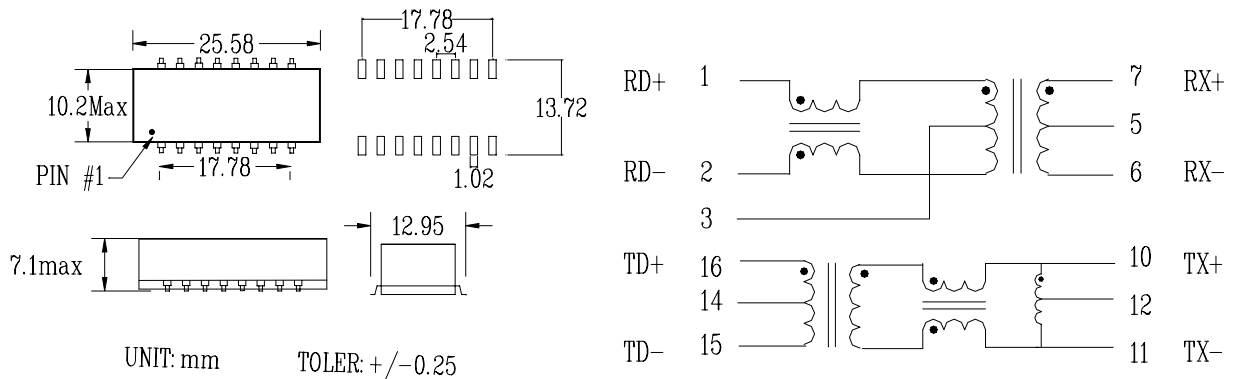 25.58
17.78
2.54
10.2Max
13.72
PIN #1
17.78
1.02
12.95
7.1max
UNIT: mm
TOLER: +/-0.25
RD+ 1 7 RX+
5
RD- 2 6 RX-
3
TD+ 16 10 TX+
14 12
TD- 15 11 TX-